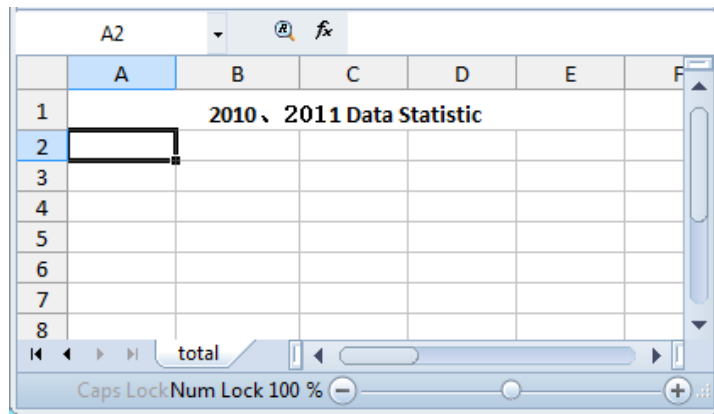 A2 fx
A B C D E F
1 2010、2011 Data Statistic
2
3
4
5
6
7
8
total
Caps Lock Num Lock 100 %